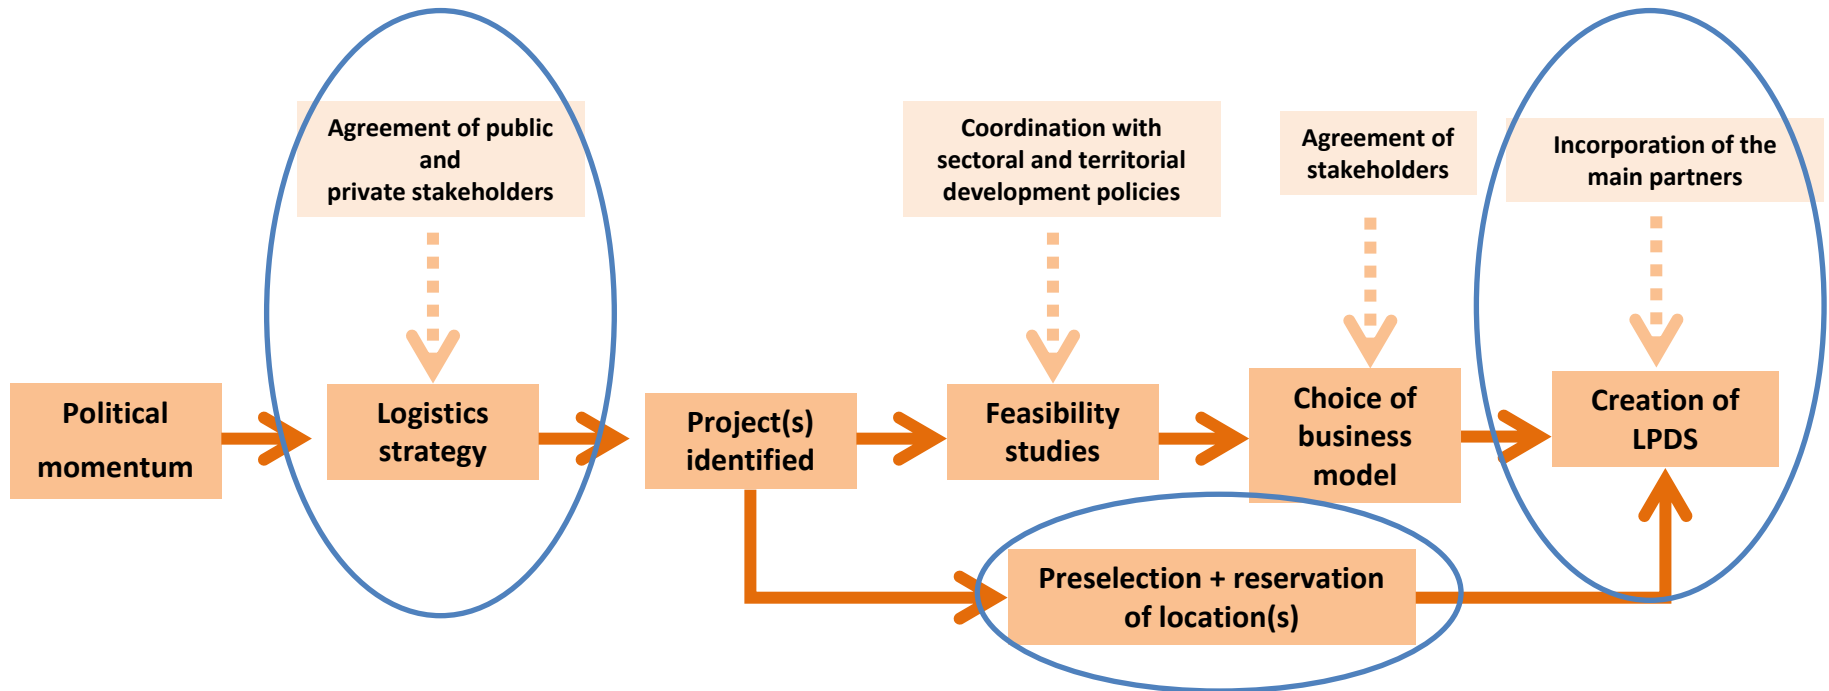 Agreement of public
and
private stakeholders
Coordination with
sectoral and territorial
development policies
Agreement of
stakeholders
Incorporation of the
main partners
Political
momentum
Logistics
strategy
Project(s)
identified
Feasibility
studies
Choice of
business
model
Creation of
LPDS
Preselection + reservation
of location(s)